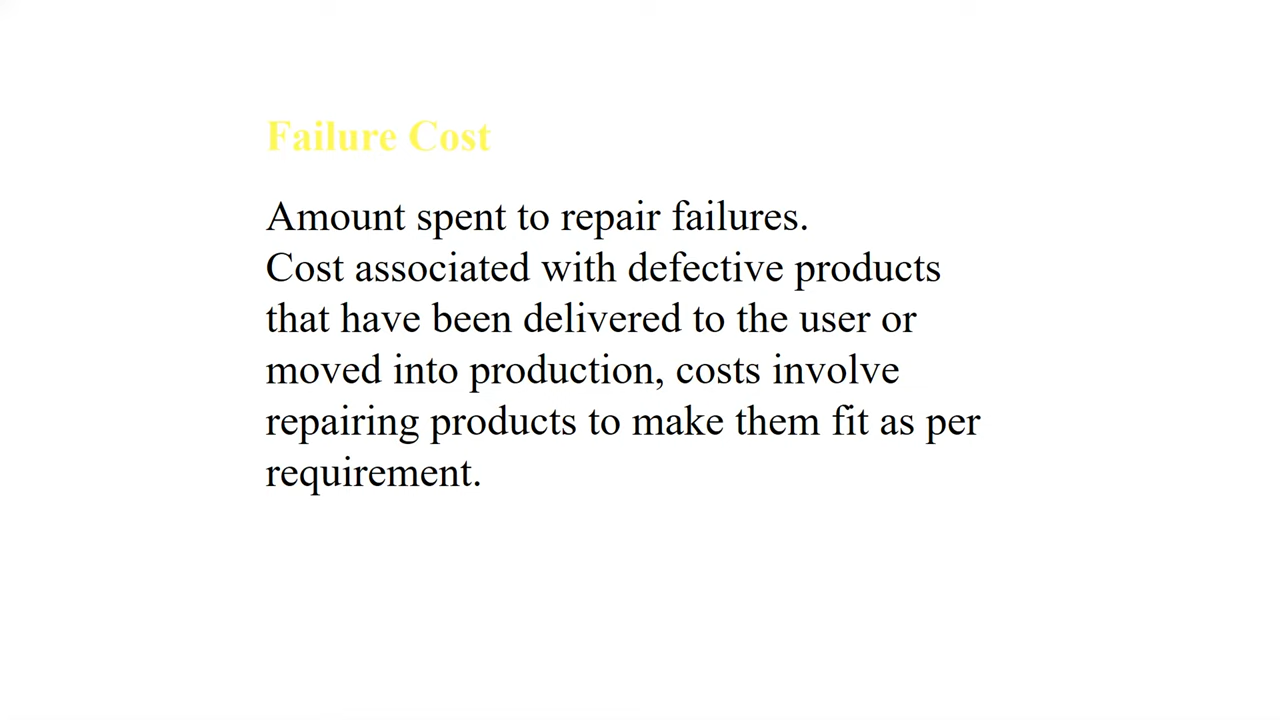 Failure Cost
Amount spent to repair failures.
Cost associated with defective products
that have been delivered to the user or
moved into production, costs involve
repairing products to make them fit as per
requirement.